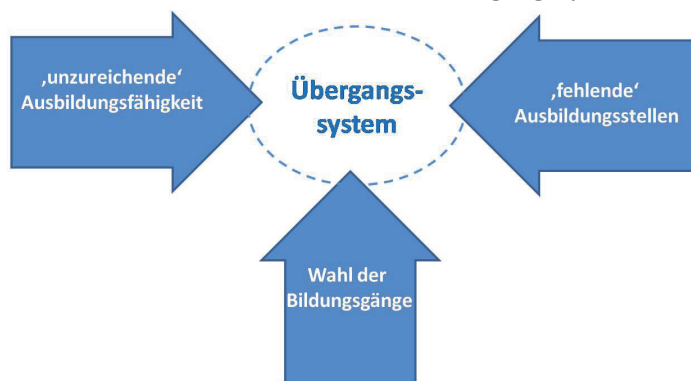 ‚unzureichende‘
Ausbildungsfähigkeit
Übergangs-
system
‚fehlende‘
Ausbildungsstellen
Wahl der
Bildungsgänge